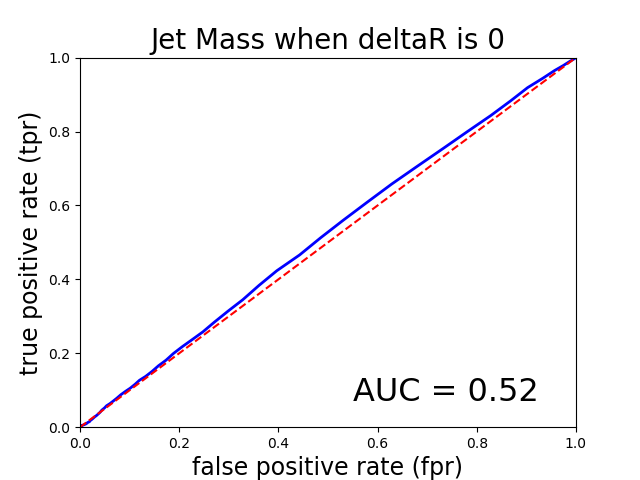 Jet Mass when deltaR is 0
1.0
0.8
0.6
0.4
0.2
0.0
true positive rate (tpr)
AUC = 0.52
0.0 0.2 0.4 0.6 0.8 1.0
false positive rate (fpr)